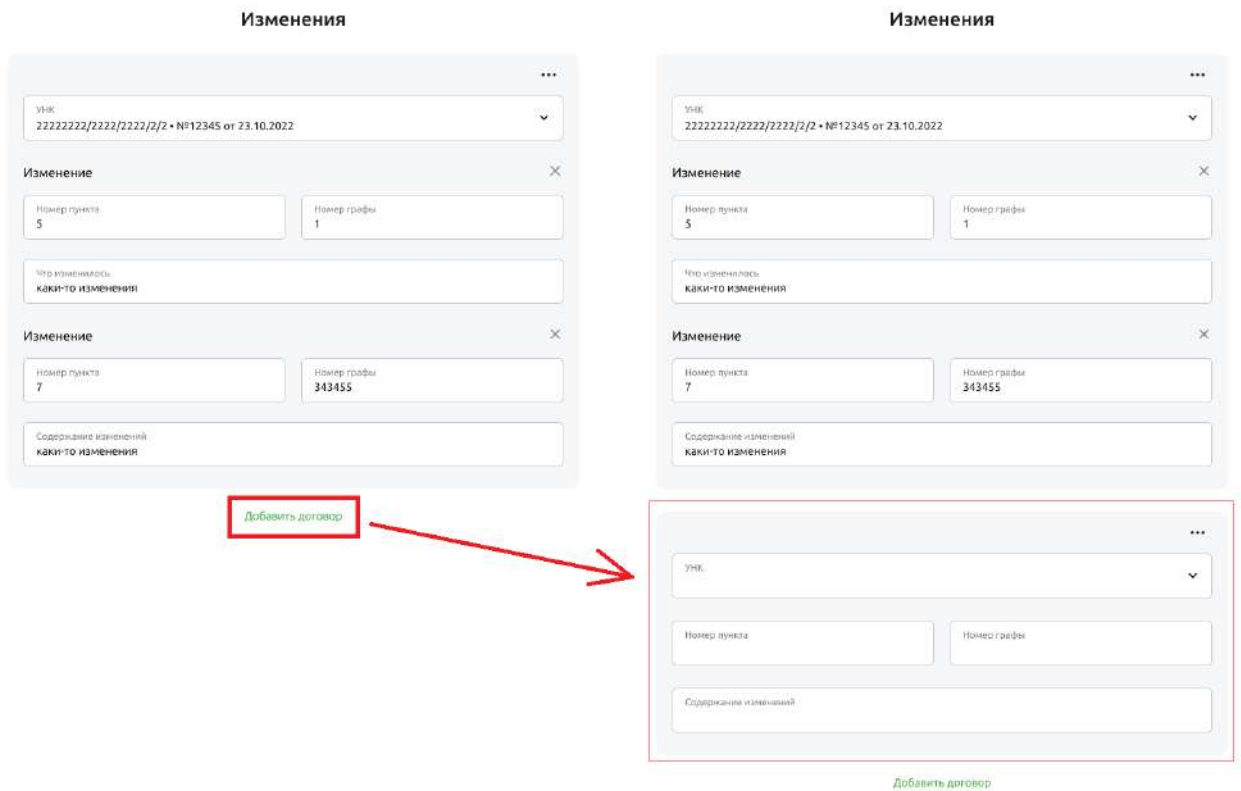 Изменения
УНК
22222222/2222/2222/2/2 • №12345 от 23.10.2022
Изменение
Номер пункта
5
Номер графы
1
Что изменилось
каки-то изменения
Изменение
Номер пункта
7
Номер графы
343455
Содержание изменений
каки-то изменения
Добавить договор
Изменения
УНК
22222222/2222/2222/2/2 • №12345 от 23.10.2022
Изменение
Номер пункта
5
Номер графы
1
Что изменилось
каки-то изменения
Изменение
Номер пункта
7
Номер графы
343455
Содержание изменений
каки-то изменения
УНК
Номер пункта
Номер графы
Содержание изменений
Добавить договор